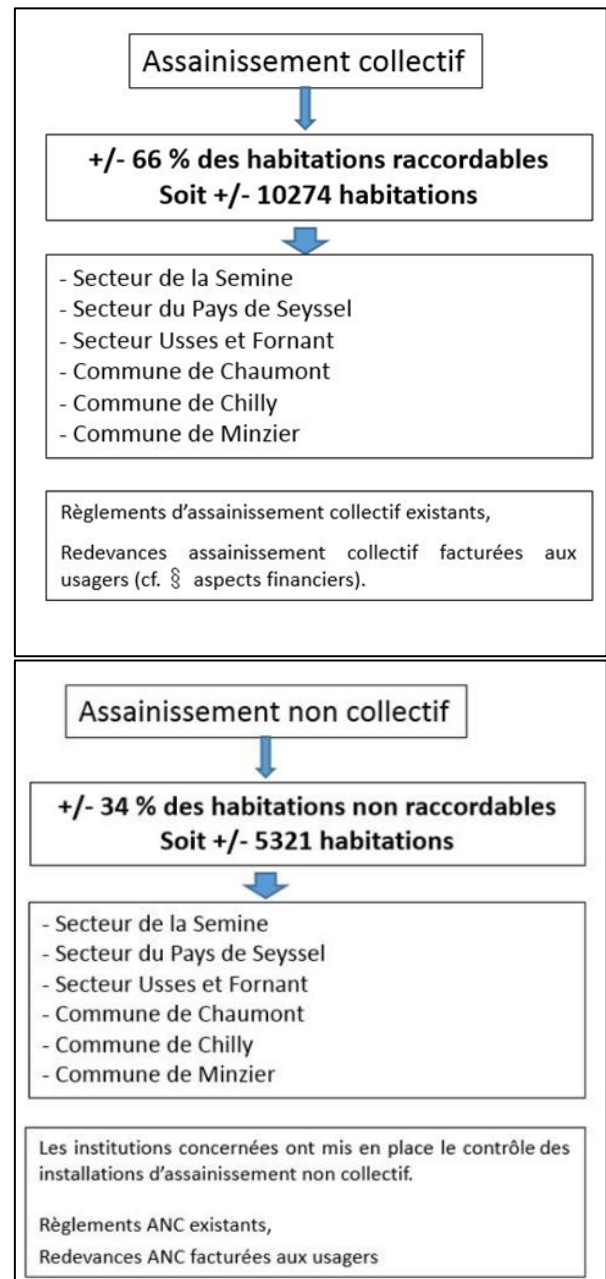 Assainissement collectif
+/- 66 % des habitations raccordables
Soit +/- 10274 habitations
- Secteur de la Semine
- Secteur du Pays de Seyssel
- Secteur Usses et Fornant
- Commune de Chaumont
- Commune de Chilly
- Commune de Minzier
Règlements d’assainissement collectif existants,
Redevances assainissement collectif facturées aux
usagers (cf. § aspects financiers).
Assainissement non collectif
+/- 34 % des habitations non raccordables
Soit +/- 5321 habitations
- Secteur de la Semine
- Secteur du Pays de Seyssel
- Secteur Usses et Fornant
- Commune de Chaumont
- Commune de Chilly
- Commune de Minzier
Les institutions concernées ont mis en place le contrôle des
installations d’assainissement non collectif.
Règlements ANC existants,
Redevances ANC facturées aux usagers